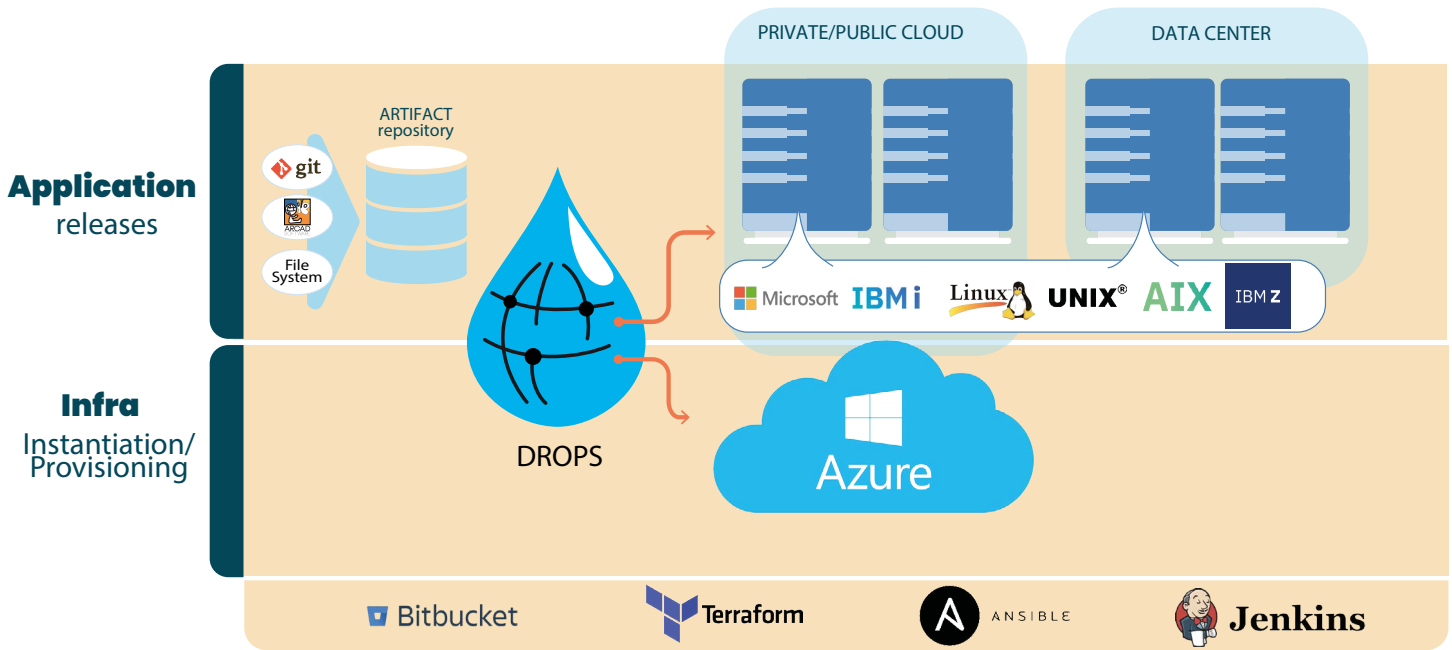 PRIVATE/PUBLIC CLOUD
DATA CENTER
ARTIFACT
repository
git
ARCAD
SOFTWARE
File
System
Application
releases
Microsoft
IBM i
Linux
UNIX®
AIX
IBM Z
Infra
Instantiation/
Provisioning
DROPS
Azure
Bitbucket
Terraform
ANSIBLE
Jenkins